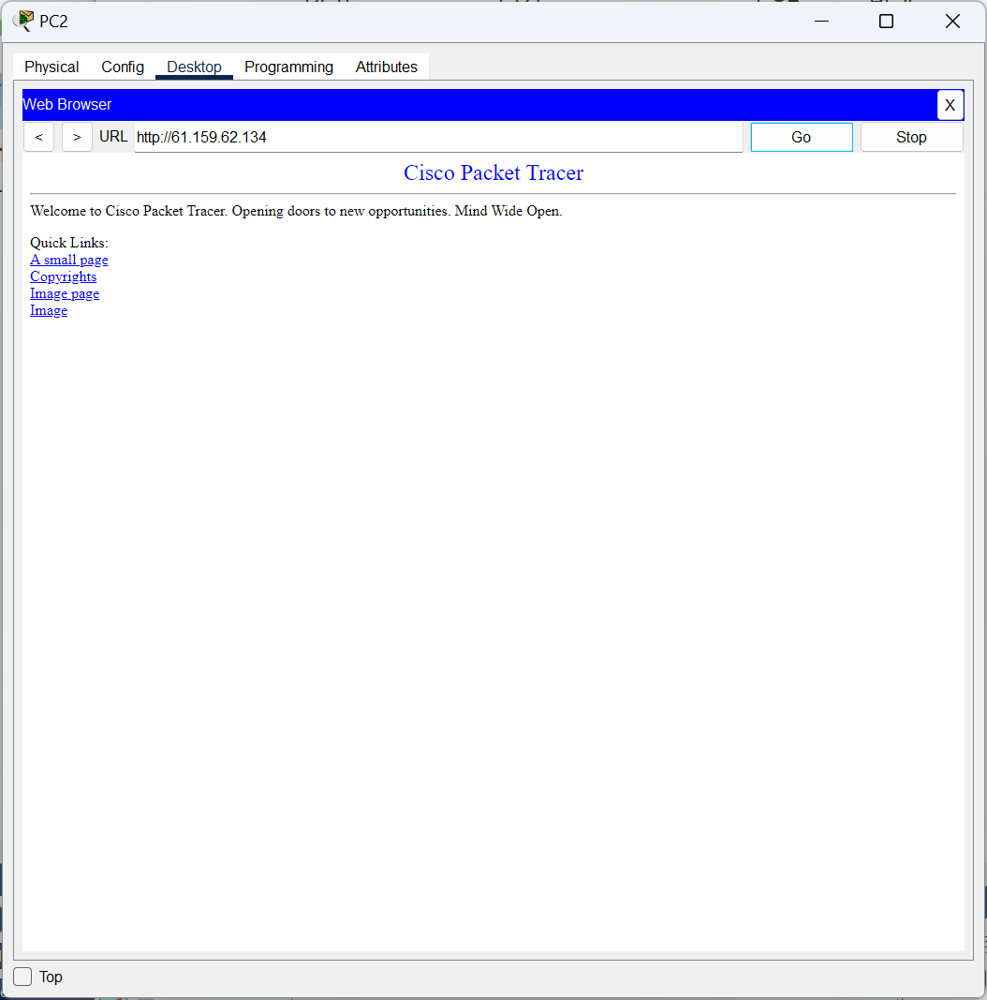 PC2
Physical Config Desktop Programming Attributes
Web Browser
X
< > URL http://61.159.62.134 Go Stop
Cisco Packet Tracer
Welcome to Cisco Packet Tracer. Opening doors to new opportunities. Mind Wide Open.
Quick Links:
A small page
Copyrights
Image page
Image
Top